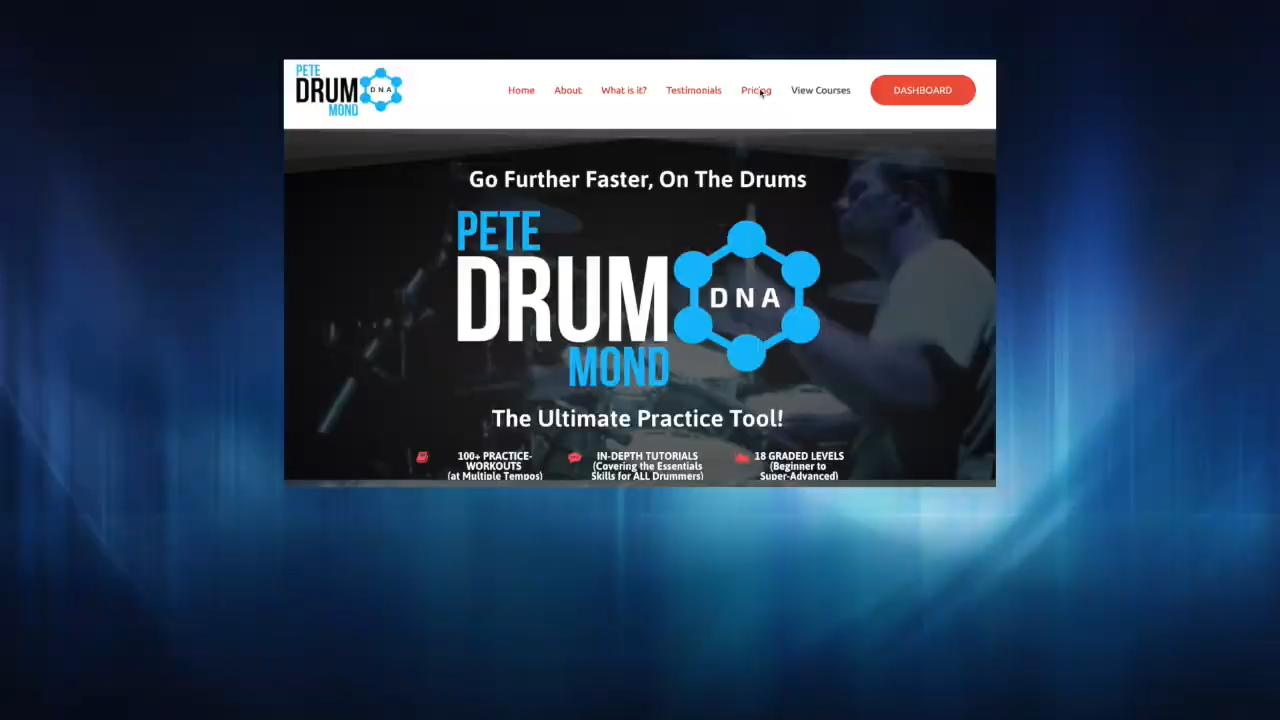 PETE
DRUM
MOND
DNA
Home About What is it? Testimonials Pricing View Courses DASHBOARD
Go Further Faster, On The Drums
PETE
DRUM
MOND
DNA
The Ultimate Practice Tool!
100+ PRACTICE-
WORKOUTS
(at Multiple Tempos)
IN-DEPTH TUTORIALS
(Covering the Essentials
Skills for ALL Drummers)
18 GRADED LEVELS
(Beginner to
Super-Advanced)